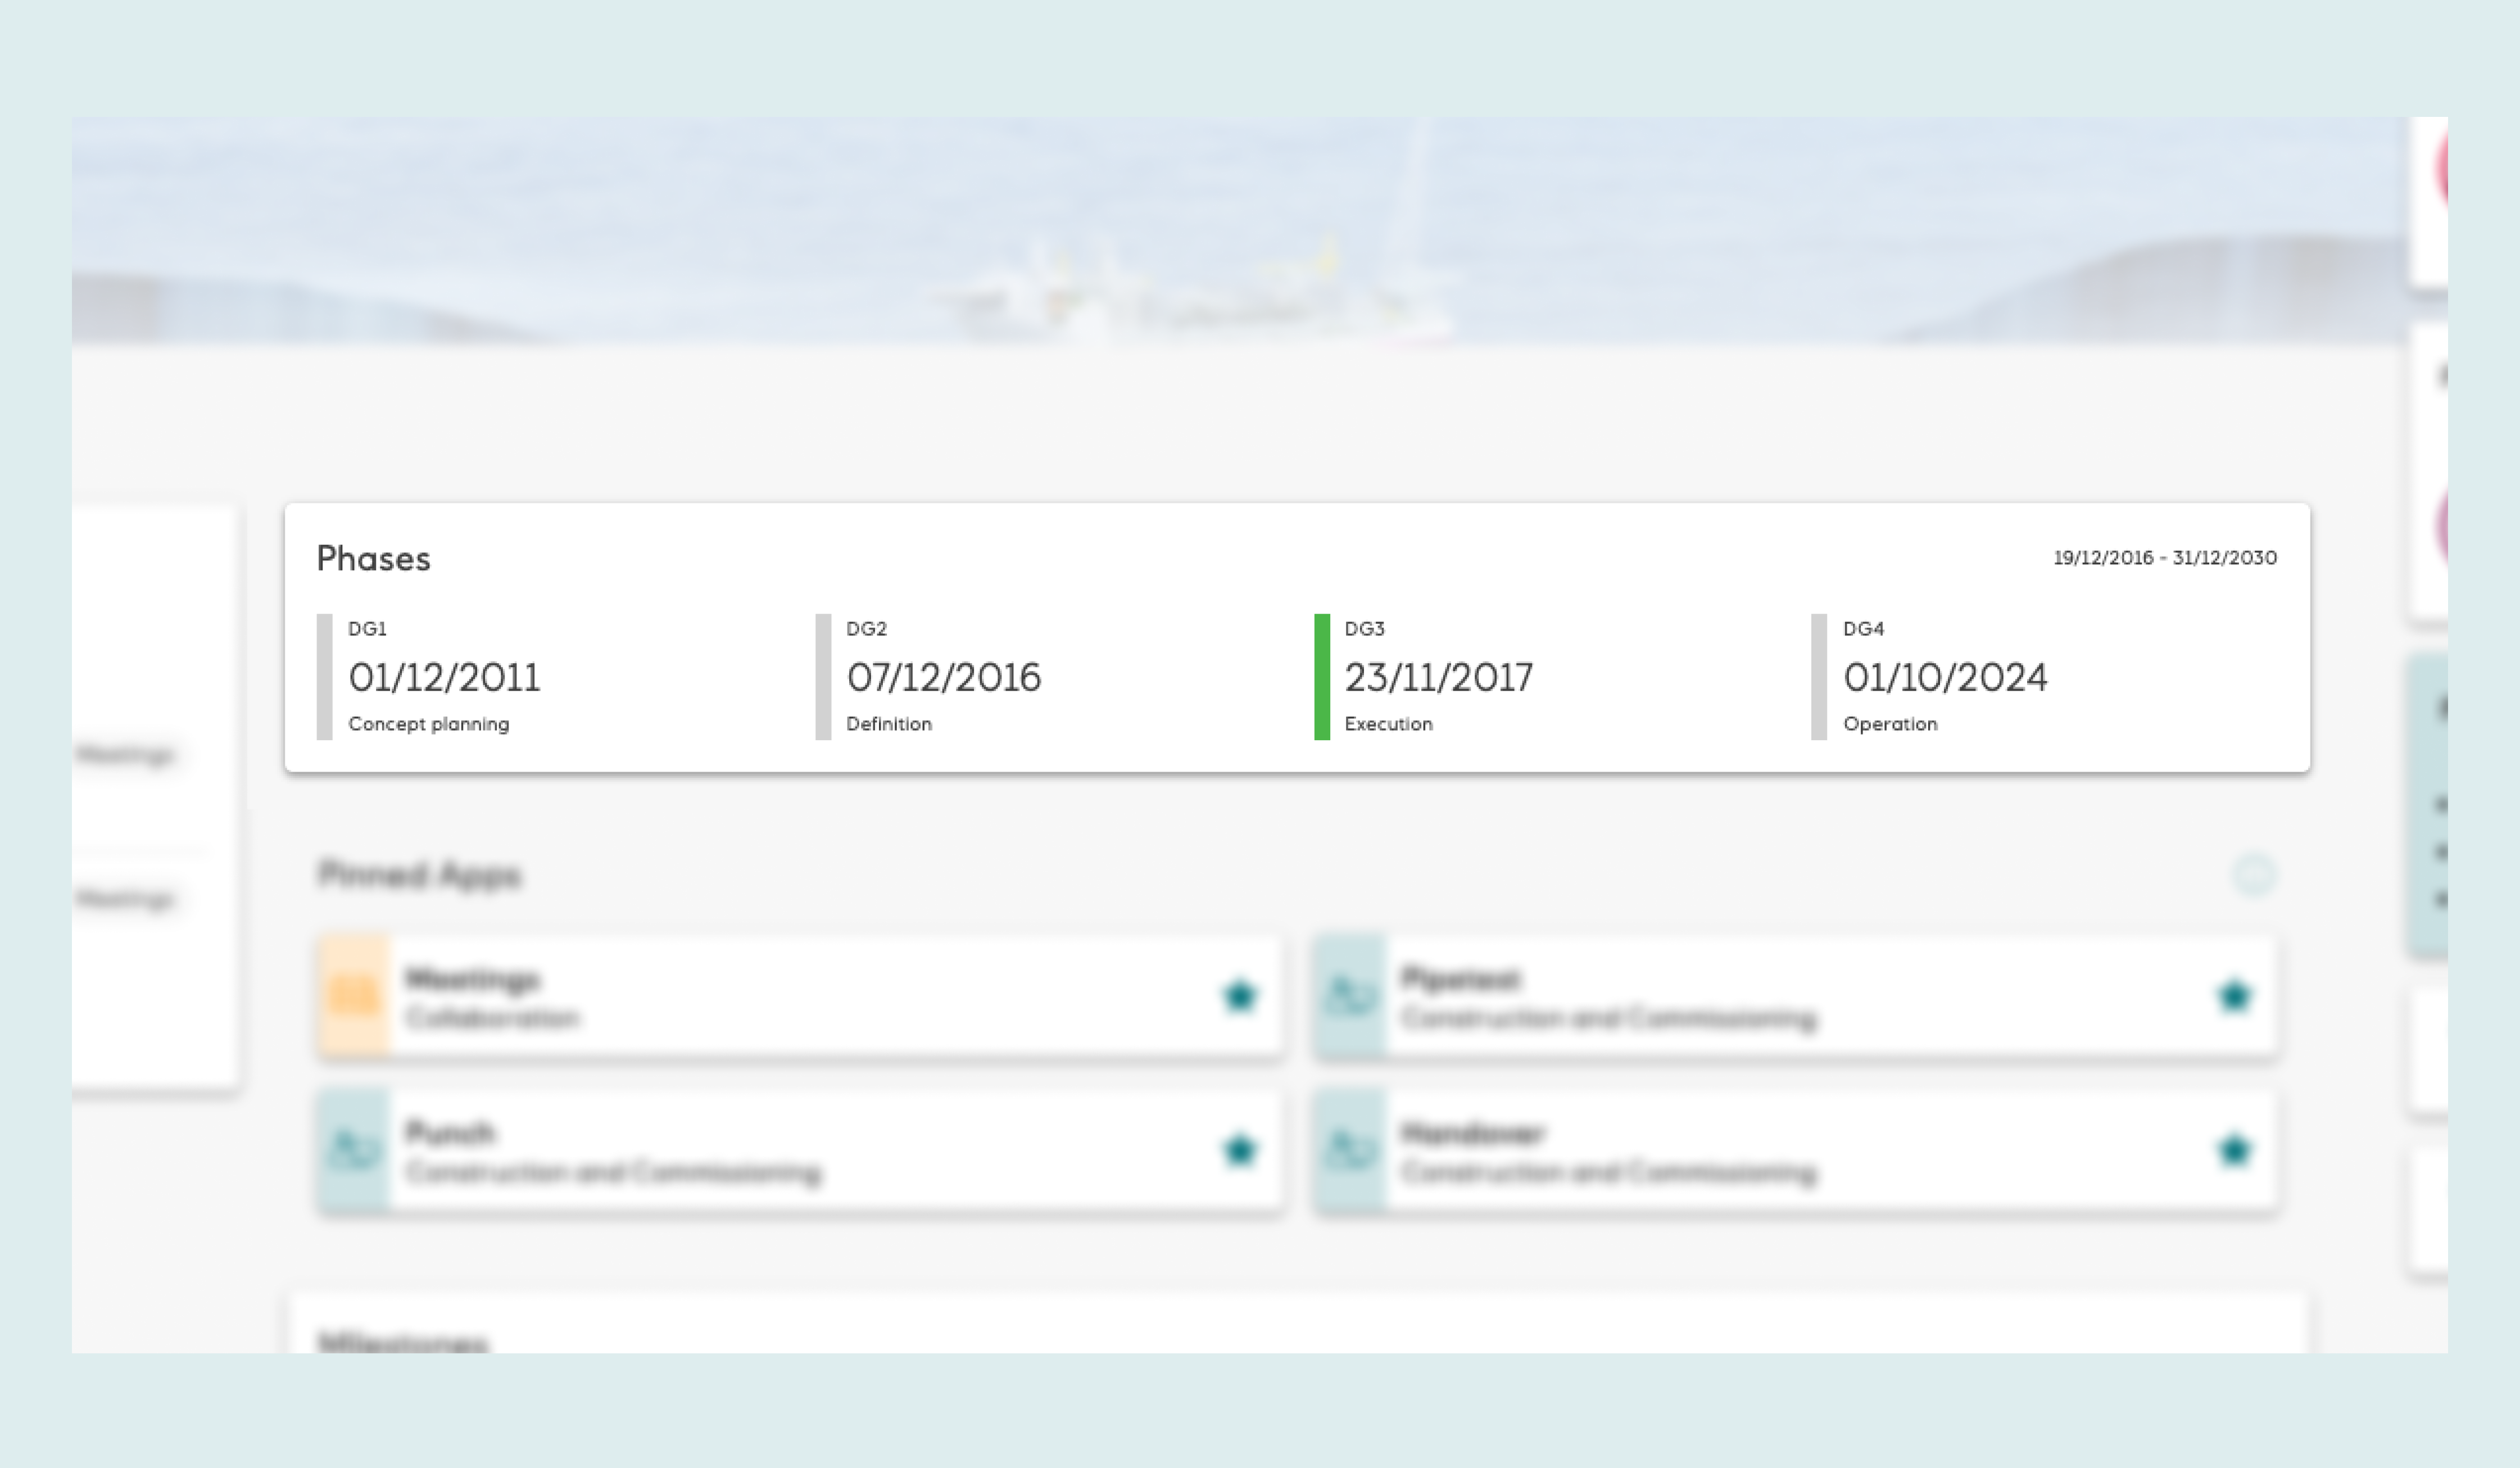 Phases
19/12/2016 - 31/12/2030
DG1
01/12/2011
Concept planning
DG2
07/12/2016
Definition
DG3
23/11/2017
Execution
DG4
01/10/2024
Operation
Meetings
Meetings
Pinned Apps
Meetings
Collaboration
Pipetest
Construction and Commissioning
Punch
Construction and Commissioning
Handover
Construction and Commissioning
Milestones